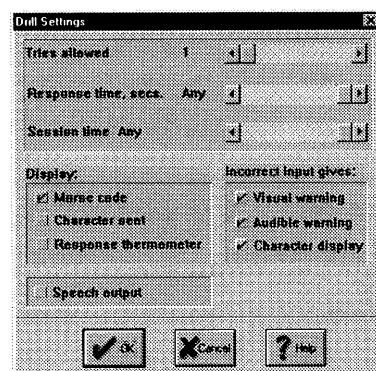 Drill Settings
Tries allowed 1
Response time, secs. Any
Session time Any
Display:
Morse code
Character sent
Response thermometer
Speech output
Incorrect input gives:
Visual warning
Audible warning
Character display
OK
Cancel
Help